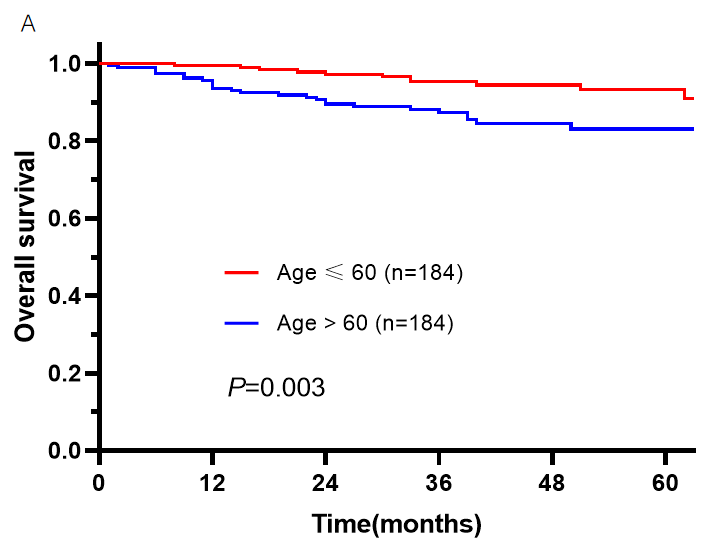 A
1.0
0.8
0.6
0.4
0.2
0.0
Overall survival
Age ⩽ 60 (n=184)
Age > 60 (n=184)
P=0.003
0 12 24 36 48 60
Time(months)